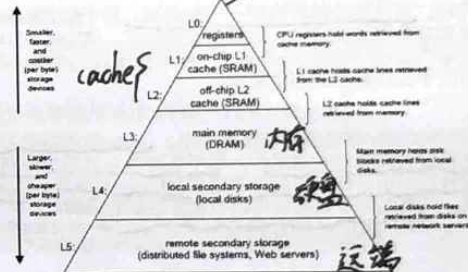 Smaller,
faster,
and
costlier
(per byte)
storage
devices
Larger,
slower,
and
cheaper
(per byte)
storage
devices
cache{
L0:
registers
CPU registers hold words retrieved from
cache memory.
L1:
on-chip L1
cache (SRAM)
L1 cache holds cache lines retrieved
from the L2 cache.
L2:
off-chip L2
cache (SRAM)
L2 cache holds cache lines
retrieved from memory.
L3:
main memory
(DRAM)
内存
Main memory holds disk
blocks retrieved from local
disks.
L4:
local secondary storage
(local disks)
硬盘
Local disks hold files
retrieved from disks on
remote network servers
L5:
remote secondary storage
(distributed file systems, Web servers)
远端